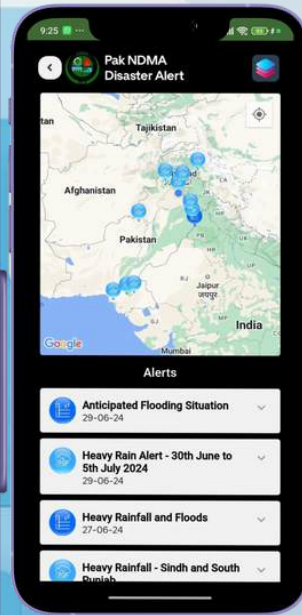 9:25
Pak NDMA
Disaster Alert
tan
Tajikistan
Afghanistan
Pakistan
Jaipur
जयपुर
India
Google
Mumbai
Alerts
Anticipated Flooding Situation
29-06-24
Heavy Rain Alert - 30th June to
5th July 2024
29-06-24
Heavy Rainfall and Floods
27-06-24
Heavy Rainfall - Sindh and South
Punjab